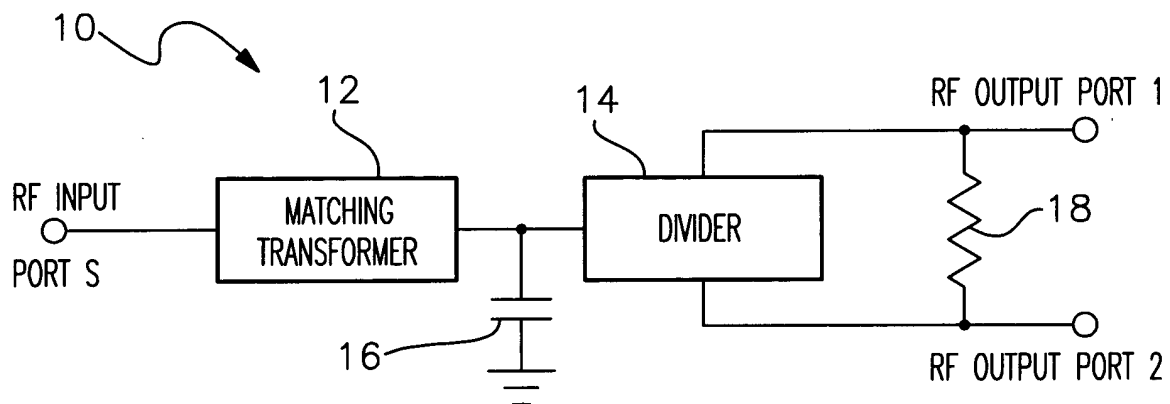 10
12
14
RF OUTPUT PORT 1
RF INPUT
PORT S
MATCHING
TRANSFORMER
DIVIDER
18
16
RF OUTPUT PORT 2